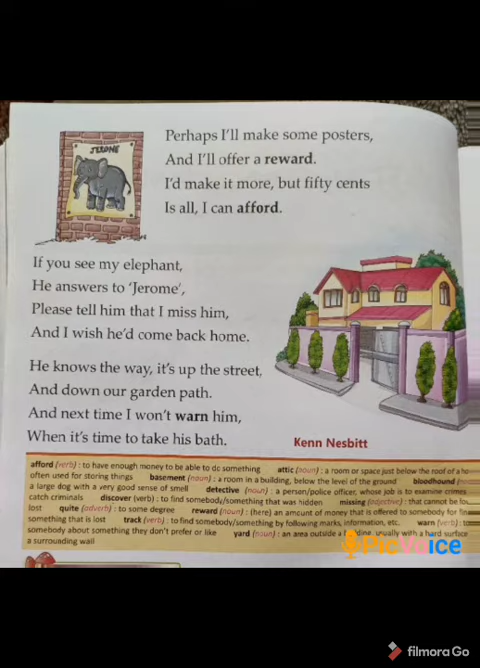 JEROME
Perhaps I'll make some posters,
And I'll offer a reward.
I'd make it more, but fifty cents
Is all, I can afford.
If you see my elephant,
He answers to 'Jerome',
Please tell him that I miss him,
And I wish he'd come back home.
He knows the way, it's up the street,
And down our garden path.
And next time I won't warn him,
When it's time to take his bath.
Kenn Nesbitt
afford (verb) : to have enough money to be able to do something attic (noun) : a room or space just below the roof of a
often used for storing things basement (noun) : a room in a building, below the level of the ground bloodhound
a large dog with a very good sense of smell detective (noun) : a person/police officer, whose job is to examine crimes
catch criminals discover (verb) : to find somebody/something that was hidden missing (adjective) : that cannot be
lost quite (adverb) : to some degree reward (noun) : (here) an amount of money that is offered to somebody for
something that is lost track (verb) : to find somebody/something by following marks, information, etc. warn (verb) :
somebody about something they don't prefer or like yard (noun) : an area outside a usually with a hard surface
a surrounding wall
PicVoice
filmora Go